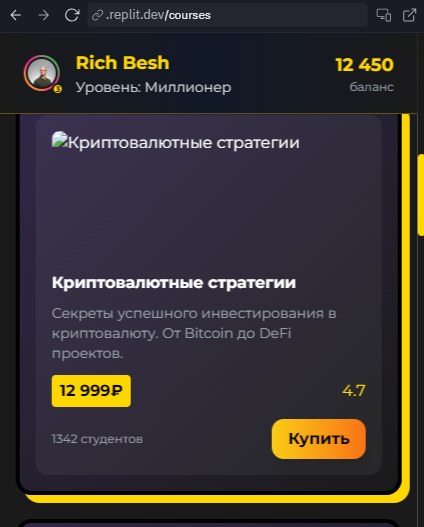 .replit.dev/courses
Rich Besh
12 450
Уровень: Миллионер
баланс
Криптовалютные стратегии
Криптовалютные стратегии
Секреты успешного инвестирования в
криптовалюту. От Bitcoin до DeFi
проектов.
12 999₽
4.7
1342 студентов
Купить